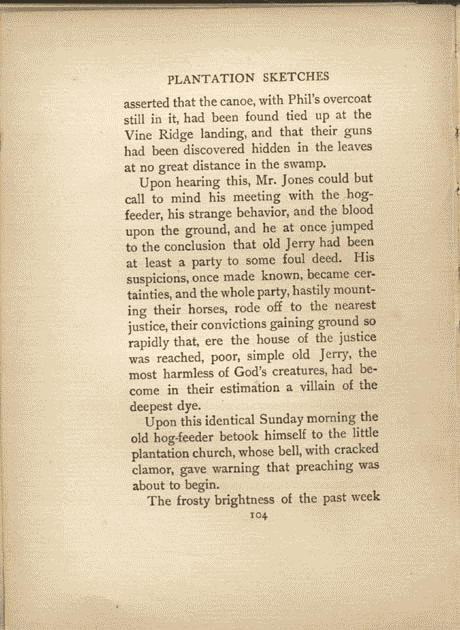 PLANTATION SKETCHES
asserted that the canoe, with Phil's overcoat
still in it, had been found tied up at the
Vine Ridge landing, and that their guns
had been discovered hidden in the leaves
at no great distance in the swamp.
Upon hearing this, Mr. Jones could but
call to mind his meeting with the hog-
feeder, his strange behavior, and the blood
upon the ground, and he at once jumped
to the conclusion that old Jerry had been
at least a party to some foul deed. His
suspicions, once made known, became cer-
tainties, and the whole party, hastily mount-
ing their horses, rode off to the nearest
justice, their convictions gaining ground so
rapidly that, ere the house of the justice
was reached, poor, simple old Jerry, the
most harmless of God's creatures, had be-
come in their estimation a villain of the
deepest dye.
Upon this identical Sunday morning the
old hog-feeder betook himself to the little
plantation church, whose bell, with cracked
clamor, gave warning that preaching was
about to begin.
The frosty brightness of the past week
104